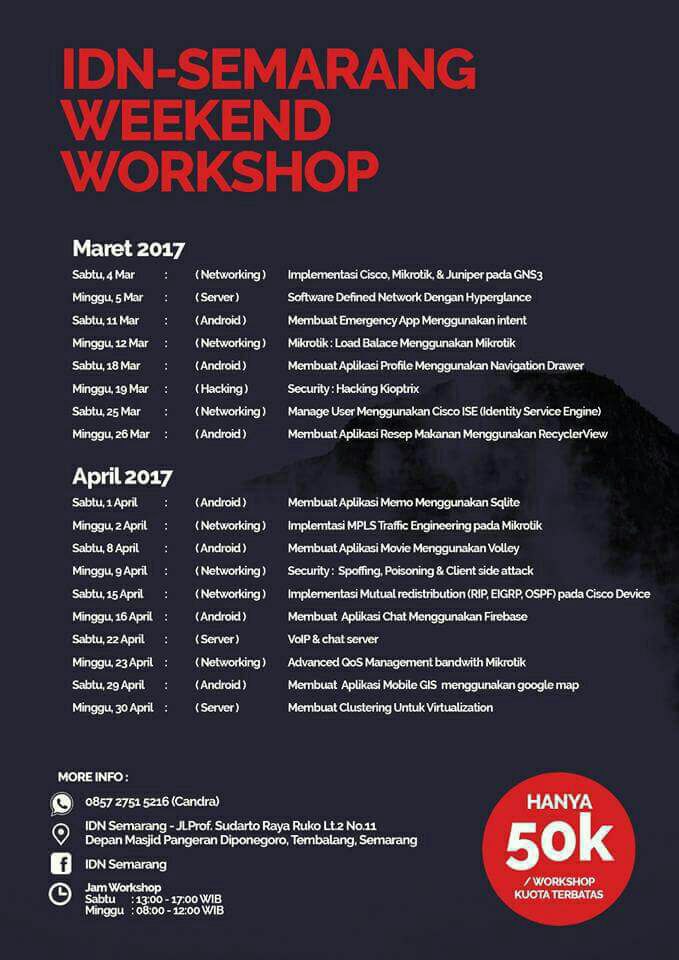 IDN-SEMARANG
WEEKEND
WORKSHOP
Maret 2017
Sabtu, 4 Mar : ( Networking ) Implementasi Cisco, Mikrotik, & Juniper pada GNS3
Minggu, 5 Mar : ( Server ) Software Defined Network Dengan Hyperglance
Sabtu, 11 Mar : ( Android ) Membuat Emergency App Menggunakan intent
Minggu, 12 Mar : ( Networking ) Mikrotik : Load Balace Menggunakan Mikrotik
Sabtu, 18 Mar : ( Android ) Membuat Aplikasi Profile Menggunakan Navigation Drawer
Minggu, 19 Mar : ( Hacking ) Security : Hacking Kioptrix
Sabtu, 25 Mar : ( Networking ) Manage User Menggunakan Cisco ISE (Identity Service Engine)
Minggu, 26 Mar : ( Android ) Membuat Aplikasi Resep Makanan Menggunakan RecyclerView
April 2017
Sabtu, 1 April : ( Android ) Membuat Aplikasi Memo Menggunakan Sqlite
Minggu, 2 April : ( Networking ) Implemtasi MPLS Traffic Engineering pada Mikrotik
Sabtu, 8 April : ( Android ) Membuat Aplikasi Movie Menggunakan Volley
Minggu, 9 April : ( Networking ) Security : Spoffing, Poisoning & Client side attack
Sabtu, 15 April : ( Networking ) Implementasi Mutual redistribution (RIP, EIGRP, OSPF) pada Cisco Device
Minggu, 16 April : ( Android ) Membuat Aplikasi Chat Menggunakan Firebase
Sabtu, 22 April : ( Server ) VoIP & chat server
Minggu, 23 April : ( Networking ) Advanced QoS Management bandwith Mikrotik
Sabtu, 29 April : ( Android ) Membuat Aplikasi Mobile GIS menggunakan google map
Minggu, 30 April : ( Server ) Membuat Clustering Untuk Virtualization
MORE INFO :
0857 2751 5216 (Candra)
IDN Semarang - Jl.Prof. Sudarto Raya Ruko Lt.2 No.11
Depan Masjid Pangeran Diponegoro, Tembalang, Semarang
f IDN Semarang
Jam Workshop
Sabtu : 13:00 - 17:00 WIB
Minggu : 08:00 - 12:00 WIB
HANYA
50k
/ WORKSHOP
KUOTA TERBATAS